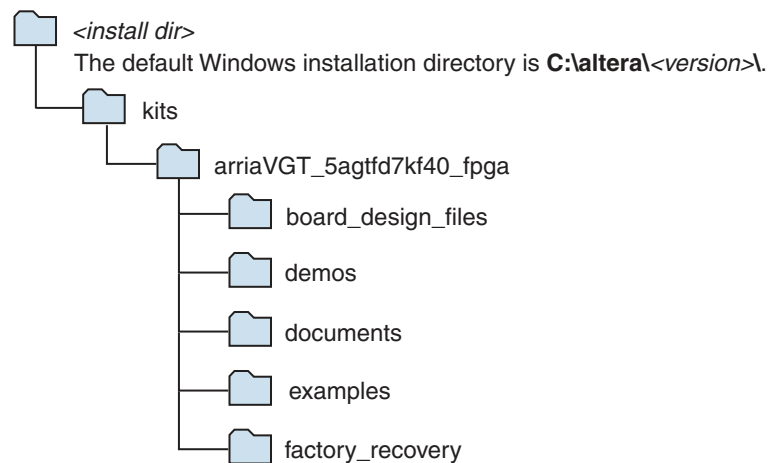 <install dir>
The default Windows installation directory is C:\altera\<version>\.
kits
arriaVGT_5agtfd7kf40_fpga
board_design_files
demos
documents
examples
factory_recovery